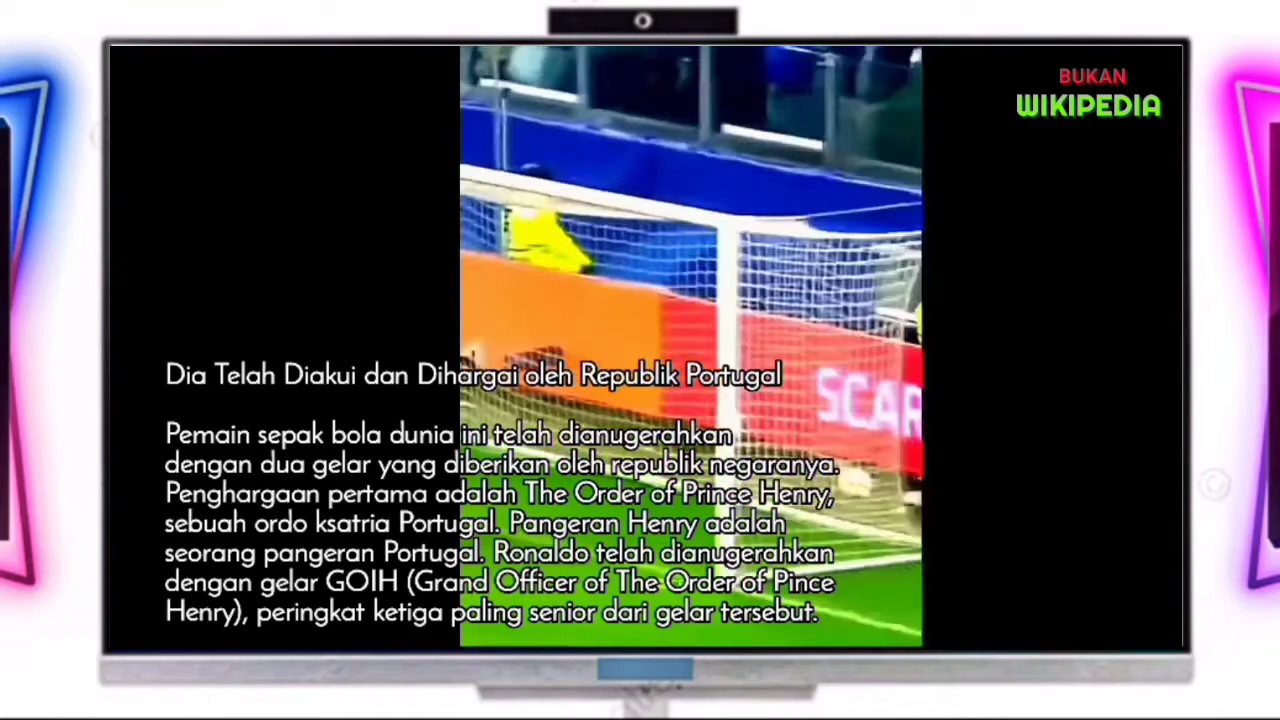 BUKAN
WIKIPEDIA
Dia Telah Diakui dan Dihargai oleh Republik Portugal
Pemain sepak bola dunia ini telah dianugerahkan
dengan dua gelar yang diberikan oleh republik negaranya.
Penghargaan pertama adalah The Order of Prince Henry,
sebuah ordo ksatria Portugal. Pangeran Henry adalah
seorang pangeran Portugal. Ronaldo telah dianugerahkan
dengan gelar GOIH (Grand Officer of The Order of Pince
Henry), peringkat ketiga paling senior dari gelar tersebut.
SCAR